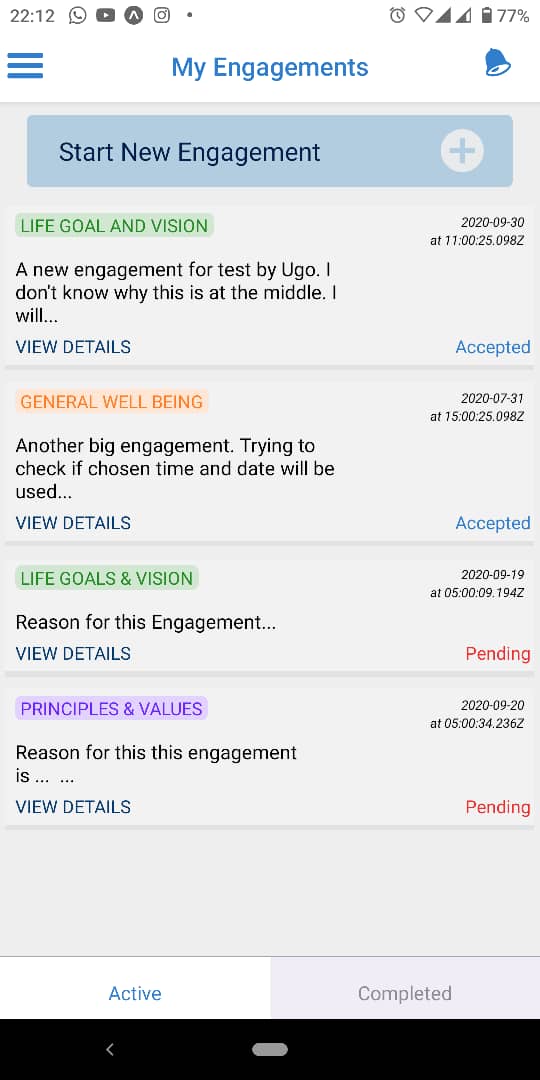 22:12
77%
My Engagements
Start New Engagement
LIFE GOAL AND VISION
2020-09-30
at 11:00:25.098Z
A new engagement for test by Ugo. I
don't know why this is at the middle. I
will...
VIEW DETAILS
Accepted
GENERAL WELL BEING
2020-07-31
at 15:00:25.098Z
Another big engagement. Trying to
check if chosen time and date will be
used...
VIEW DETAILS
Accepted
LIFE GOALS & VISION
2020-09-19
at 05:00:09.194Z
Reason for this Engagement...
VIEW DETAILS
Pending
PRINCIPLES & VALUES
2020-09-20
at 05:00:34.236Z
Reason for this this engagement
is ...  ...
VIEW DETAILS
Pending
Active
Completed